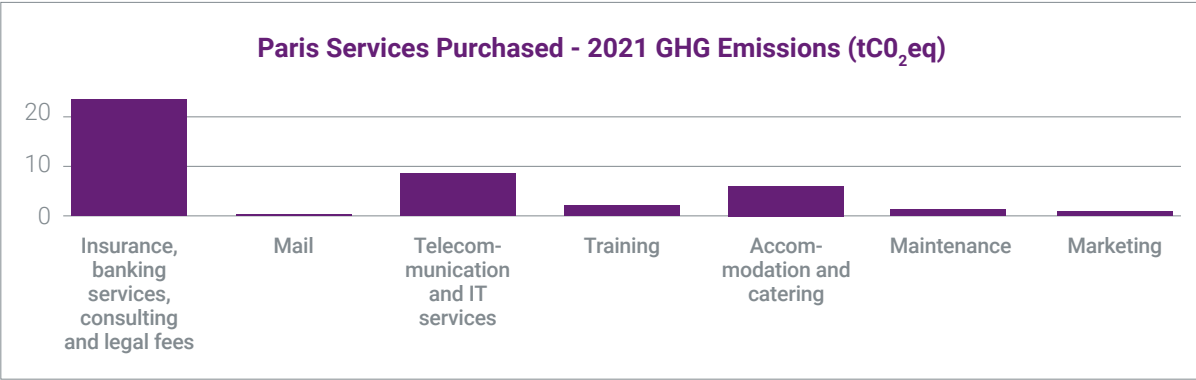 Paris Services Purchased - 2021 GHG Emissions (tC0₂eq)
20
10
0
Insurance,
banking
services,
consulting
and legal fees
Mail
Telecom-
munication
and IT
services
Training
Accom-
modation and
catering
Maintenance
Marketing